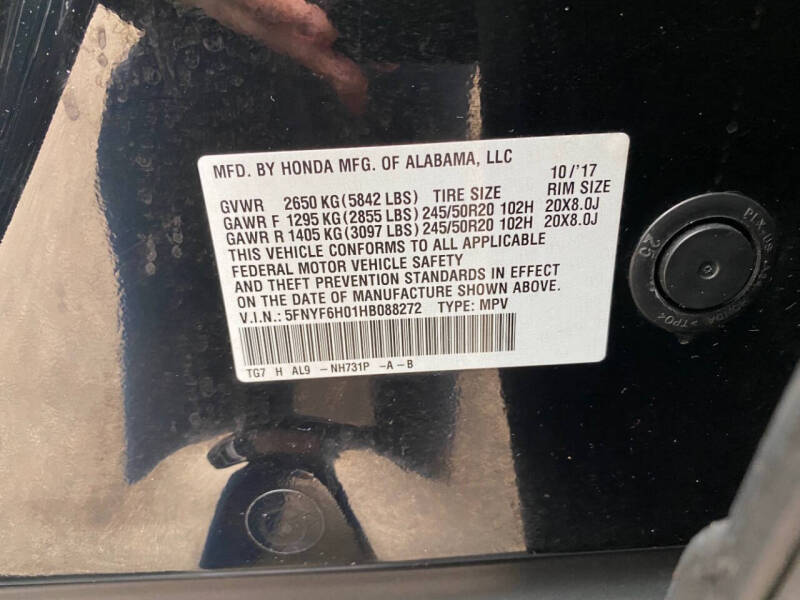 MFD. BY HONDA MFG. OF ALABAMA, LLC 10/'17
GVWR 2650 KG(5842 LBS) TIRE SIZE RIM SIZE
GAWR F 1295 KG(2855 LBS) 245/50R20 102H 20X8.0J
GAWR R 1405 KG(3097 LBS) 245/50R20 102H 20X8.0J
THIS VEHICLE CONFORMS TO ALL APPLICABLE
FEDERAL MOTOR VEHICLE SAFETY
AND THEFT PREVENTION STANDARDS IN EFFECT
ON THE DATE OF MANUFACTURE SHOWN ABOVE.
V.I.N.: 5FNYF6H01HB088272 TYPE: MPV
TG7 H AL9 -NH731P -A-B
25
HONDA >TPO<